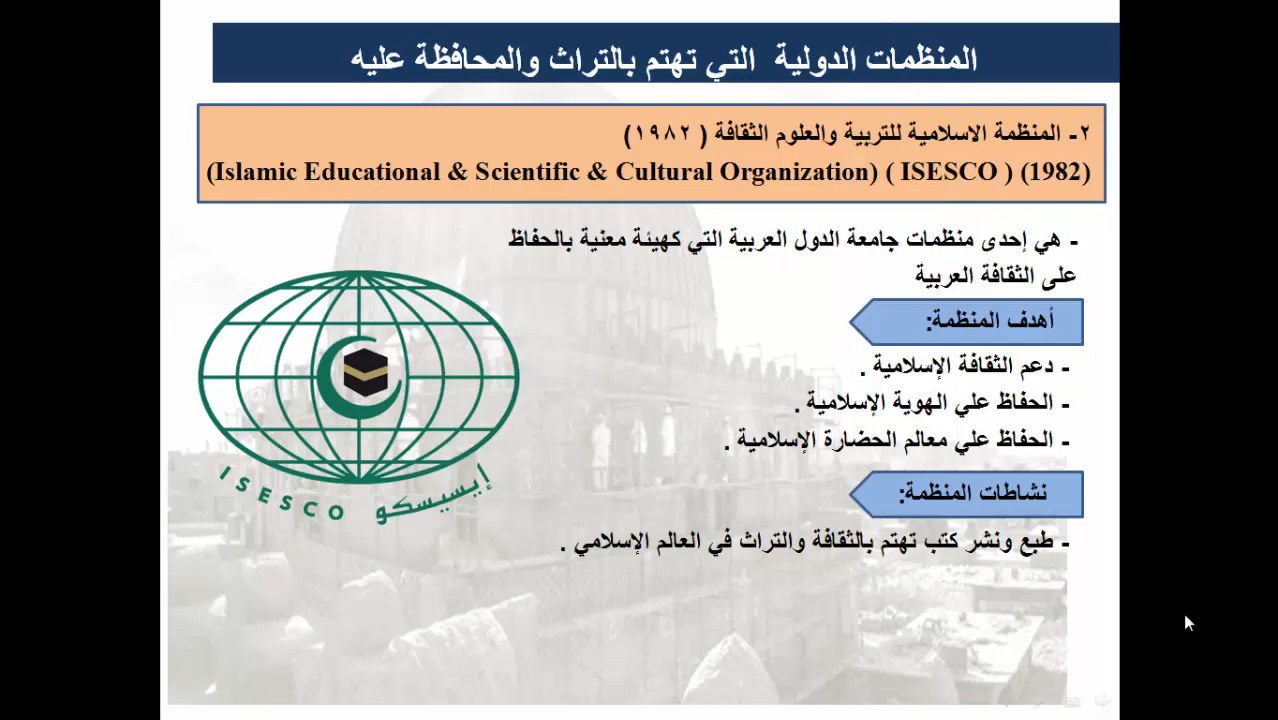 المنظمات الدولية التي تهتم بالتراث والمحافظة عليه
٢- المنظمة الاسلامية للتربية والعلوم الثقافة ( ١٩٨٢)
(Islamic Educational & Scientific & Cultural Organization) ( ISESCO ) (1982)
- هي إحدى منظمات جامعة الدول العربية التي كهيئة معنية بالحفاظ
على الثقافة العربية
أهدف المنظمة:
- دعم الثقافة الإسلامية .
- الحفاظ علي الهوية الإسلامية .
- الحفاظ علي معالم الحضارة الإسلامية .
نشاطات المنظمة:
- طبع ونشر كتب تهتم بالثقافة والتراث في العالم الإسلامي .
ISESCO إيسيسكو